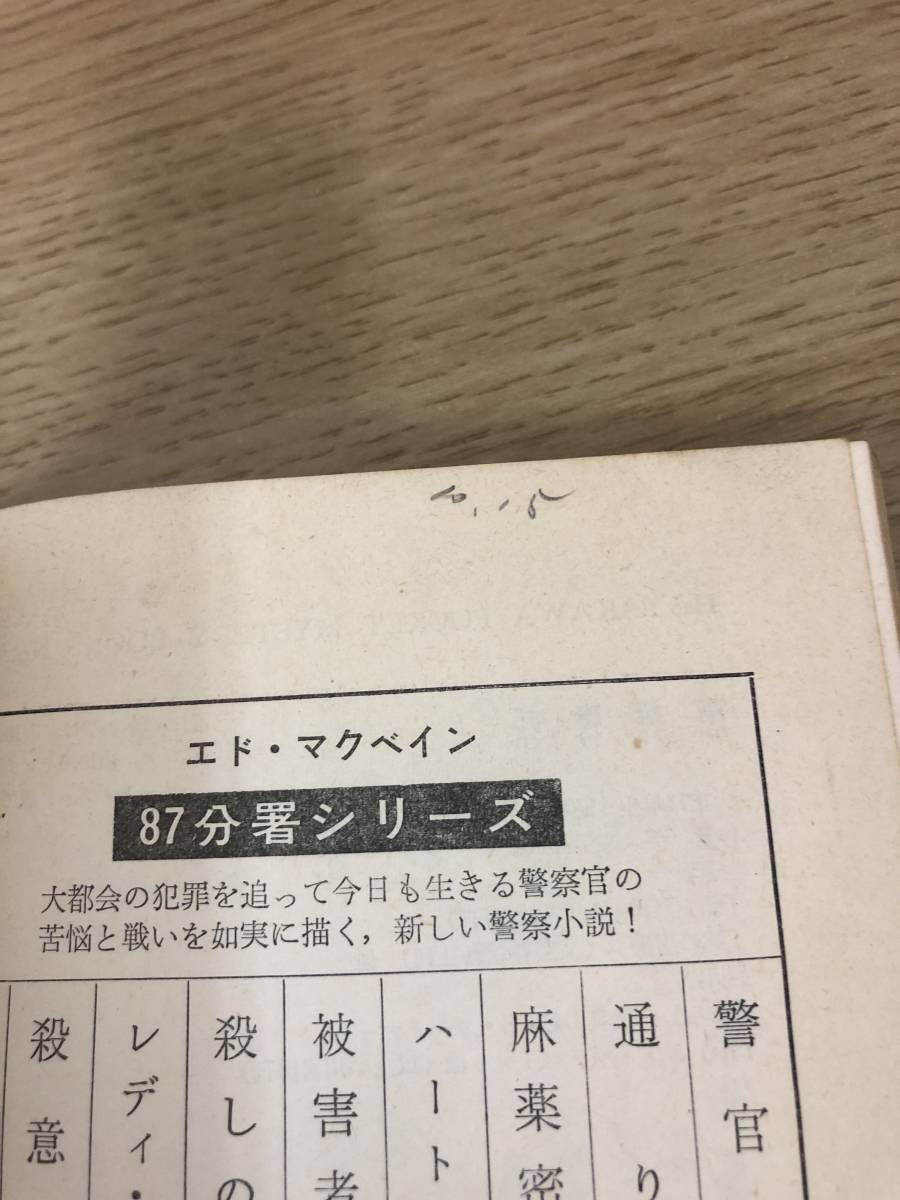 エド・マクベイン
87分署シリーズ
大都会の犯罪を追って今日も生きる警察官の
苦悩と戦いを如実に描く，新しい警察小説！
警官
通り
麻薬密
ハート
被害者
殺しの
レディ・
殺意